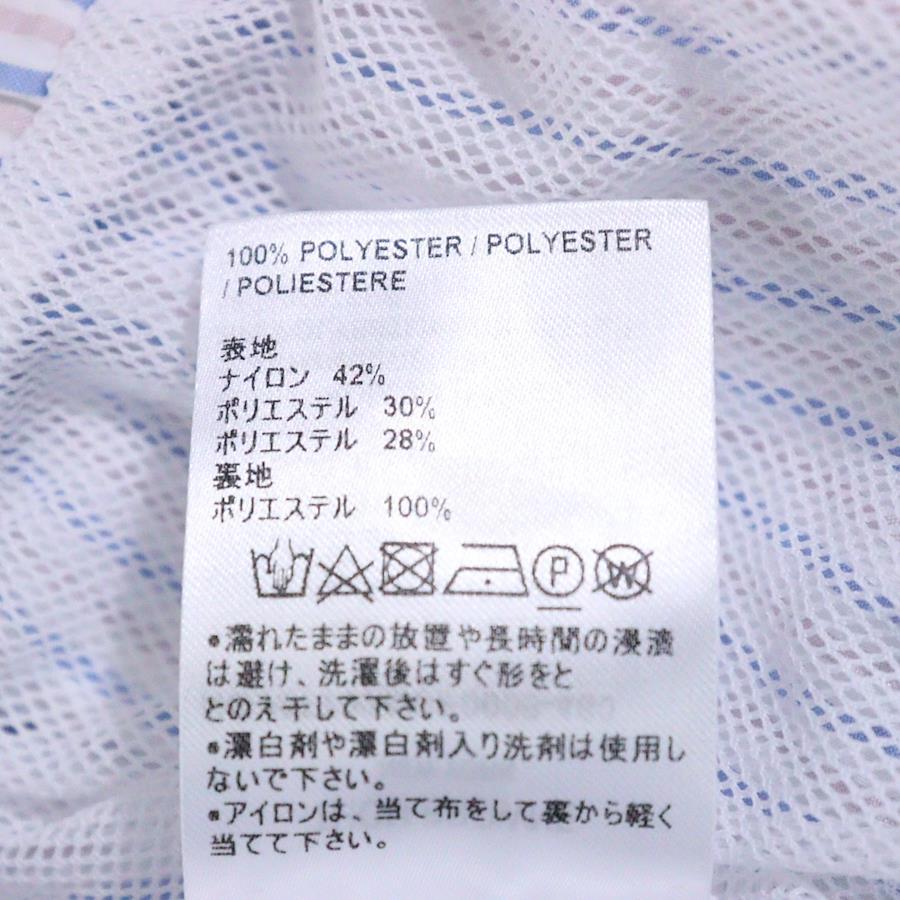 100% POLYESTER / POLYESTER
/ POLIESTERE
表地
ナイロン 42%
ポリエステル 30%
ポリエステル 28%
裏地
ポリエステル 100%
P W
•濡れたままの放置や長時間の浸滴
は避け、洗濯後はすぐ形をと
とのえ干して下さい。
•漂白剤や漂白剤入り洗剤は使用し
ないで下さい。
•アイロンは、当て布をして裏から軽く
当てて下さい。